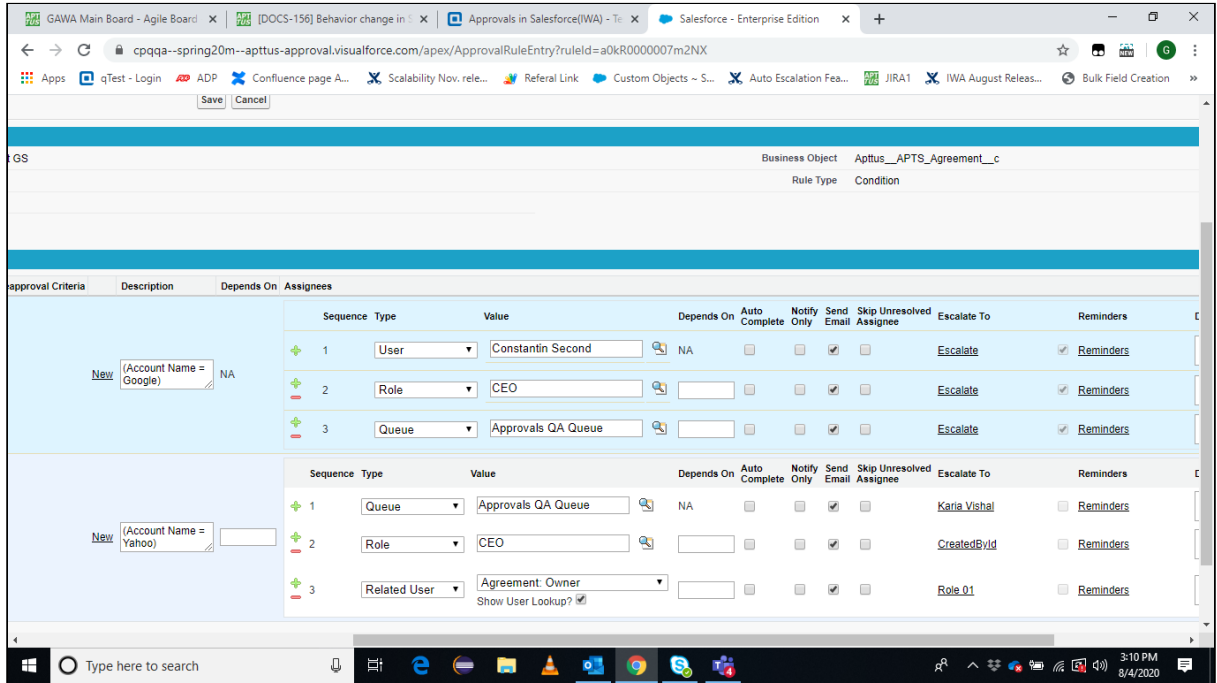 GAWA Main Board - Agile Board
[DOCS-156] Behavior change in S
Approvals in Salesforce(IWA) - Te
Salesforce - Enterprise Edition
cpqqa--spring20m--apttus-approval.visualforce.com/apex/ApprovalRuleEntry?ruleId=a0kR0000007m2NX
G
Apps qTest - Login ADP Confluence page A... Scalability Nov. rele... Referal Link Custom Objects ~ S... Auto Escalation Fea... JIRA1 IWA August Releas... Bulk Field Creation »
Save Cancel
t GS Business Object Apttus__APTS_Agreement__c
Rule Type Condition
eapproval Criteria Description Depends On Assignees
Sequence Type Value Depends On Auto Complete Notify Only Send Email Skip Unresolved Assignee Escalate To Reminders
New (Account Name = Google) NA
1 User Constantin Second NA Escalate Reminders
2 Role CEO Escalate Reminders
3 Queue Approvals QA Queue Escalate Reminders
Sequence Type Value Depends On Auto Complete Notify Only Send Email Skip Unresolved Assignee Escalate To Reminders
New (Account Name = Yahoo)
1 Queue Approvals QA Queue NA Karia Vishal Reminders
2 Role CEO CreatedById Reminders
3 Related User Agreement: Owner Role 01 Reminders
Show User Lookup?
Type here to search
3:10 PM
8/4/2020